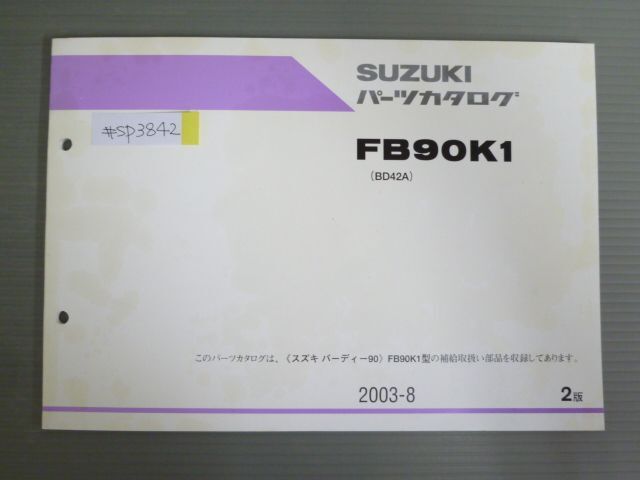 SUZUKI
パーツカタログ
#SP3842
FB90K1
(BD42A)
このパーツカタログは、《スズキ バーディー90》FB90K1型の補給取扱い部品を収録してあります。
2003-8
2版